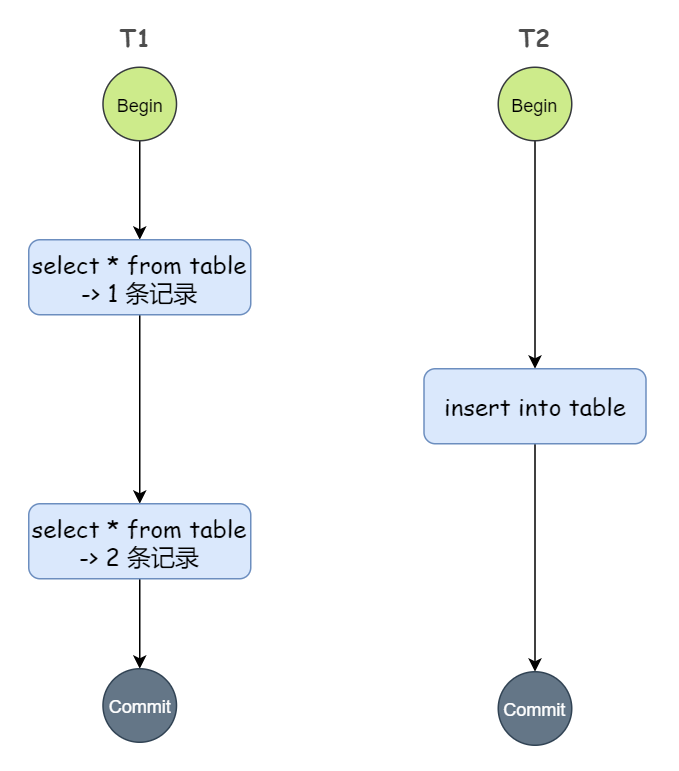 T1
T2
Begin
Begin
select * from table
-> 1 条记录
insert into table
select * from table
-> 2 条记录
Commit
Commit